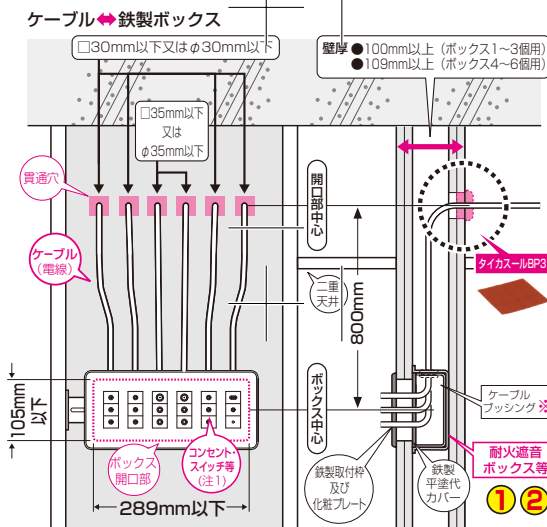 ケーブル⇔鉄製ボックス
□30mm以下又はφ30mm以下
壁厚 ●100mm以上（ボックス1～3個用）
●109mm以上（ボックス4～6個用）
□35mm以下
又は
φ35mm以下
貫通穴
開口部中心
ケーブル
（電線）
タイカスールBP3
二重
天井
800mm
105mm
以下
ボックス中心
ケーブル
ブッシング※
ボックス
開口部
コンセント・
スイッチ等
（注1）
鉄製取付枠
及び
化粧プレート
鉄製
平塗代
カバー
耐火遮音
ボックス等
289mm以下
① ②